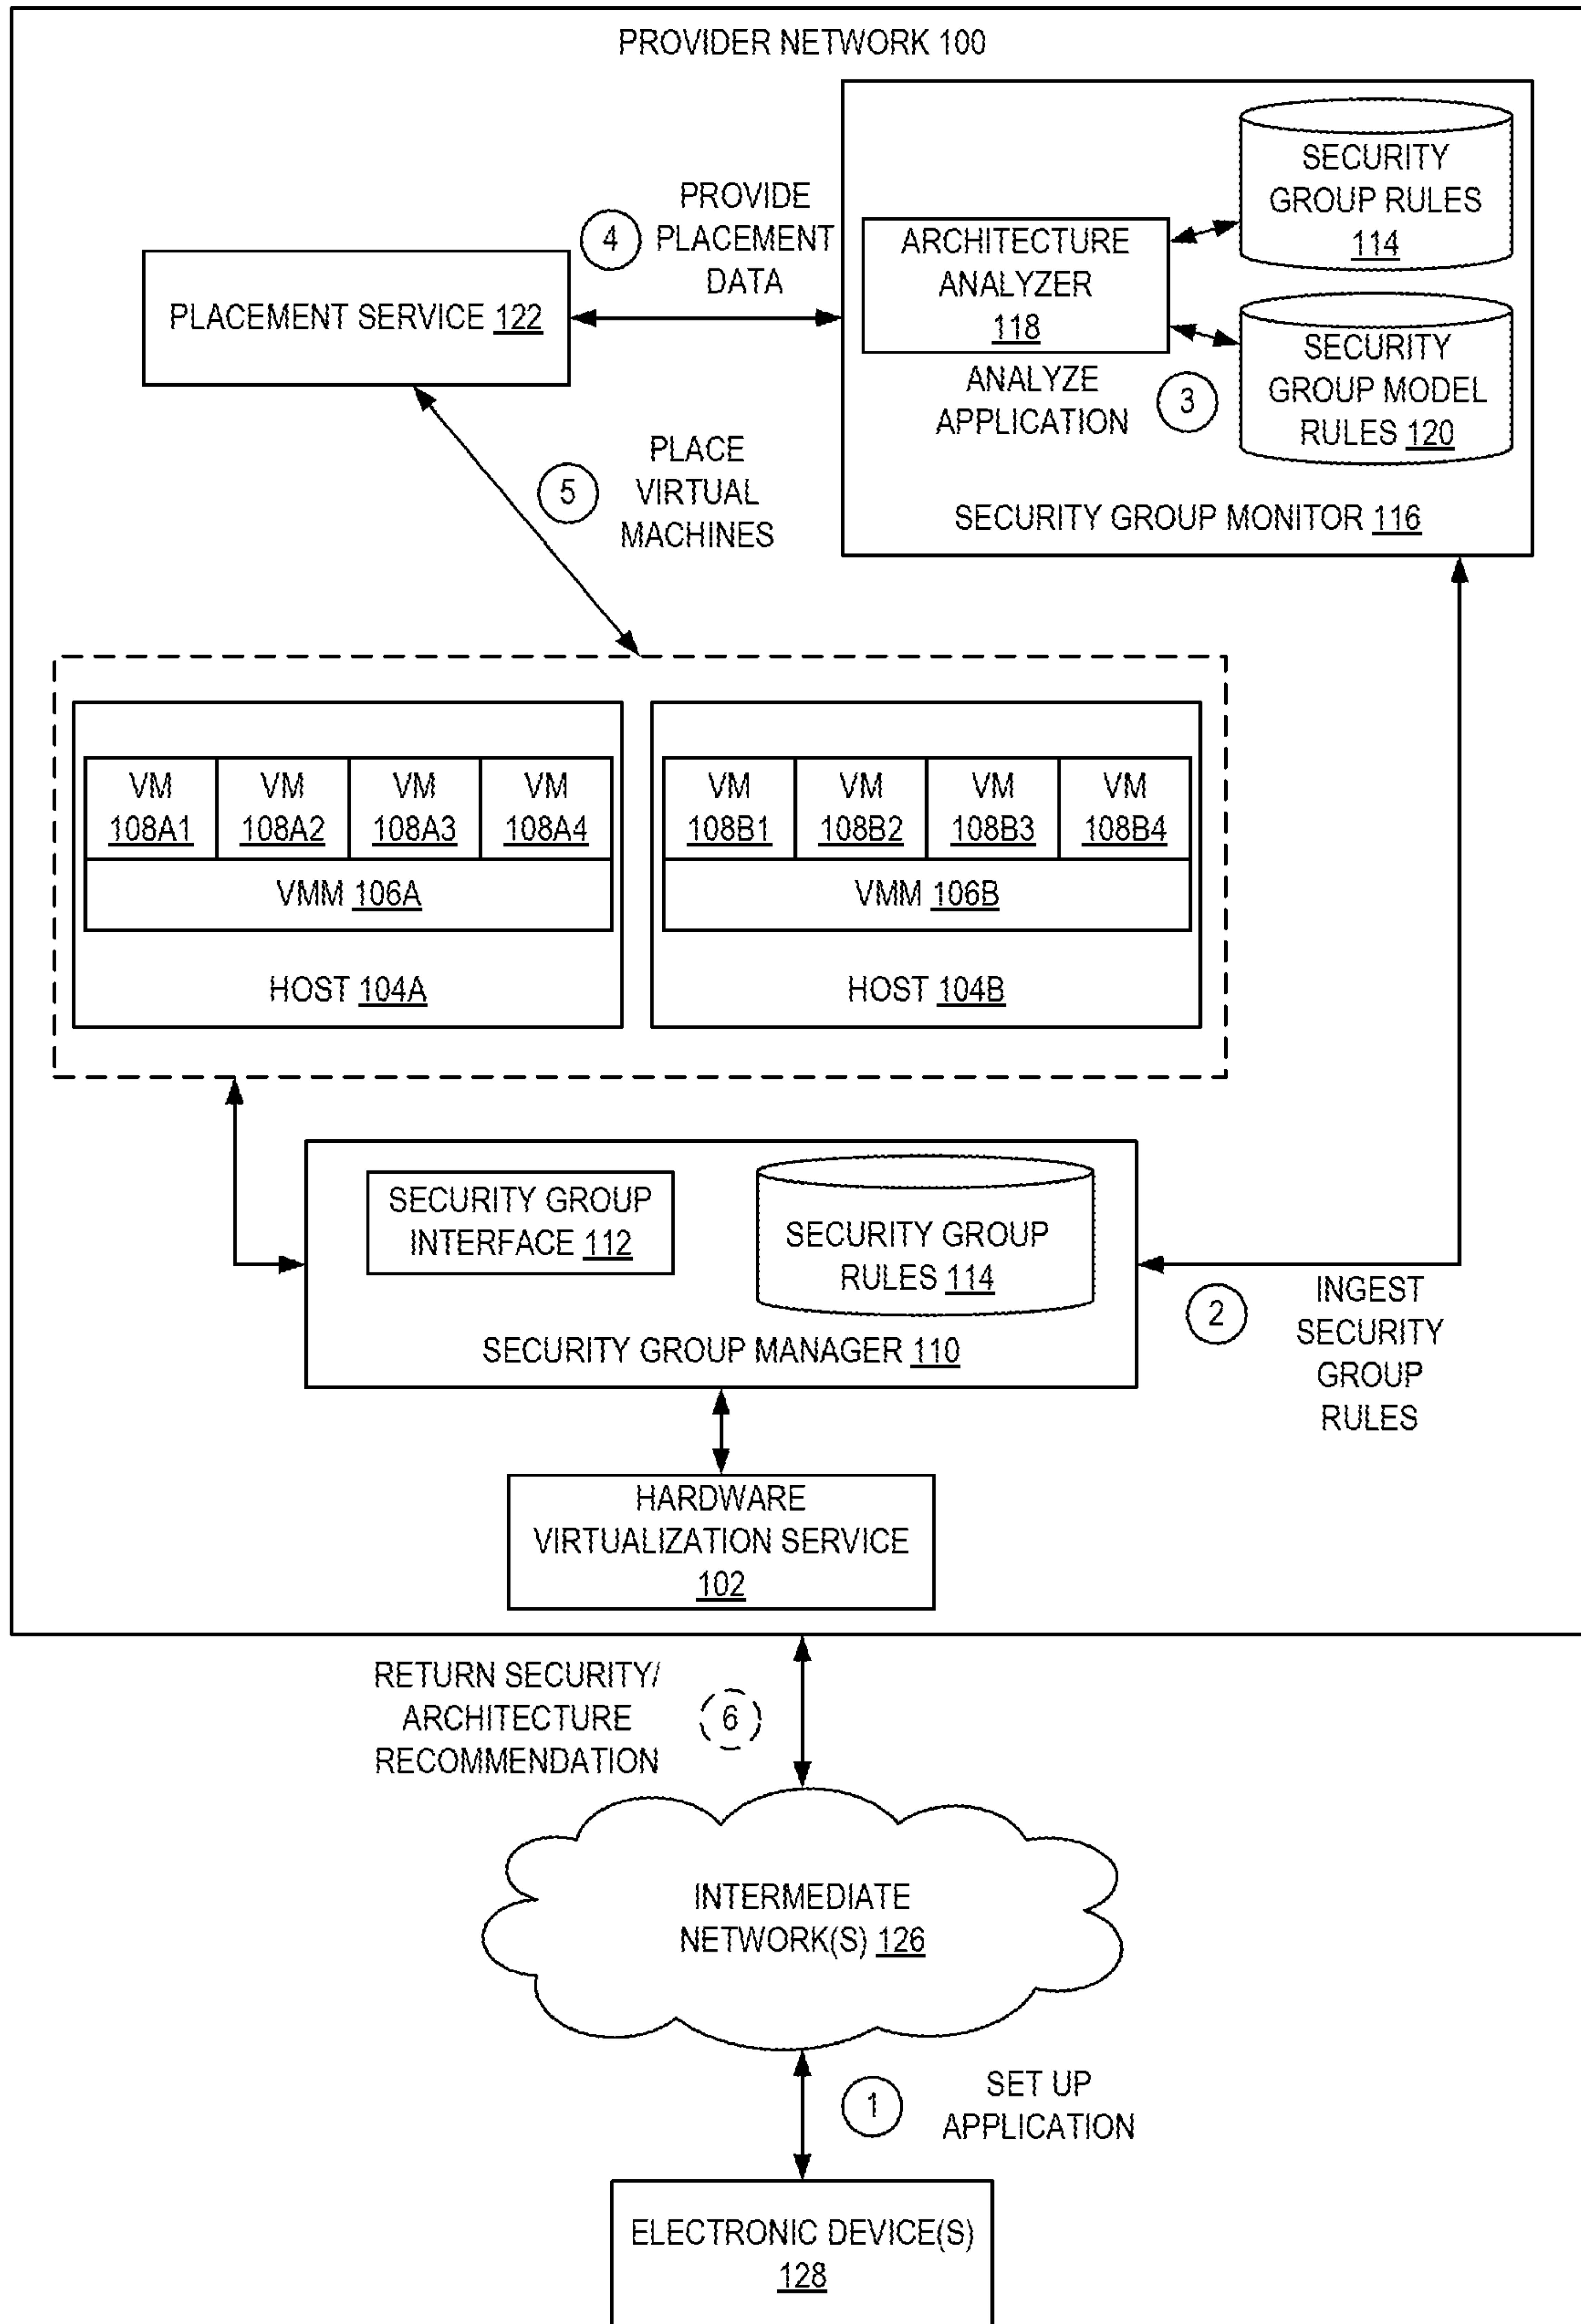 PROVIDER NETWORK 100
SECURITY
GROUP RULES
114
ARCHITECTURE
ANALYZER
118
SECURITY
GROUP MODEL
RULES 120
ANALYZE
APPLICATION
3
SECURITY GROUP MONITOR 116
4
PROVIDE
PLACEMENT
DATA
PLACEMENT SERVICE 122
5
PLACE
VIRTUAL
MACHINES
VM
108A1
VM
108A2
VM
108A3
VM
108A4
VMM 106A
HOST 104A
VM
108B1
VM
108B2
VM
108B3
VM
108B4
VMM 106B
HOST 104B
SECURITY GROUP
INTERFACE 112
SECURITY GROUP
RULES 114
SECURITY GROUP MANAGER 110
2
INGEST
SECURITY
GROUP
RULES
HARDWARE
VIRTUALIZATION SERVICE
102
RETURN SECURITY/
ARCHITECTURE
RECOMMENDATION
6
INTERMEDIATE
NETWORK(S) 126
1
SET UP
APPLICATION
ELECTRONIC DEVICE(S)
128